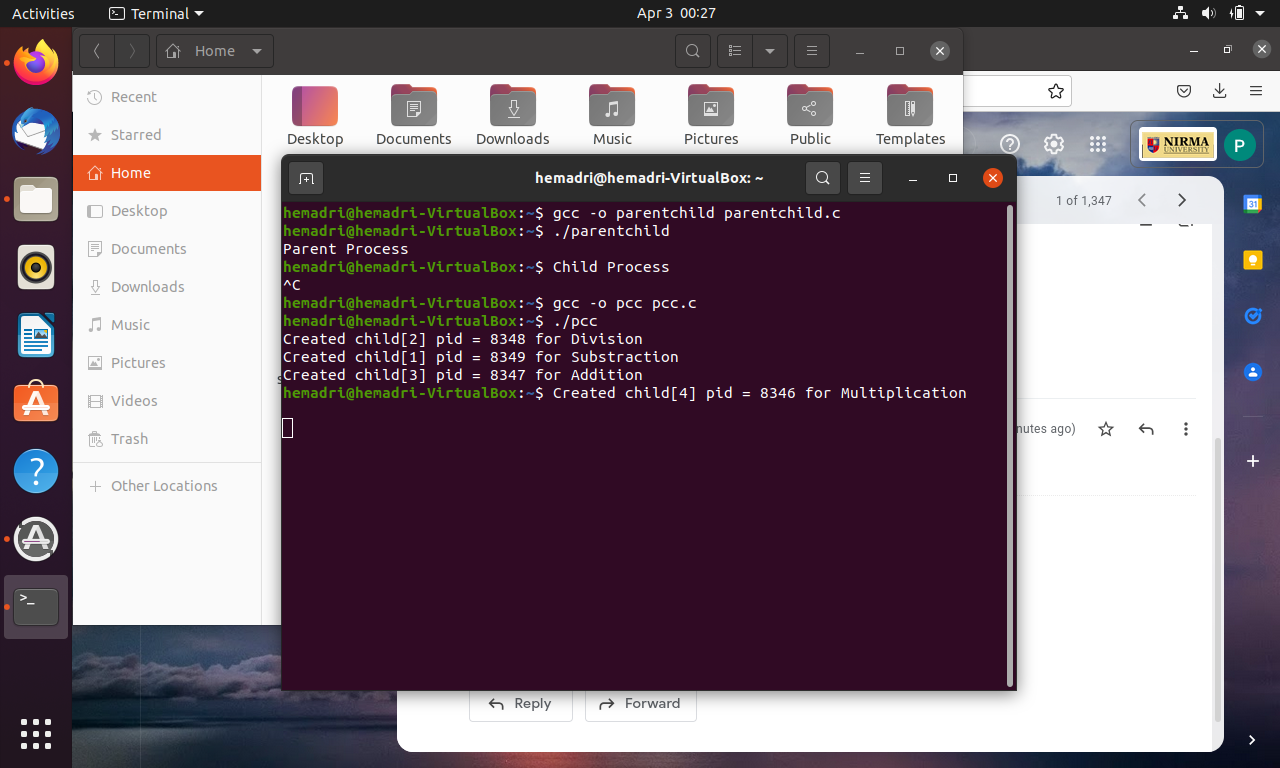 Activities
Terminal
Apr 3 00:27
Home
Recent
Starred
Home
Desktop
Documents
Downloads
Music
Pictures
Videos
Trash
Other Locations
Desktop
Documents
Downloads
Music
Pictures
Public
Templates
hemadri@hemadri-VirtualBox: ~
hemadri@hemadri-VirtualBox:~$ gcc -o parentchild parentchild.c
hemadri@hemadri-VirtualBox:~$ ./parentchild
Parent Process
hemadri@hemadri-VirtualBox:~$ Child Process
^C
hemadri@hemadri-VirtualBox:~$ gcc -o pcc pcc.c
hemadri@hemadri-VirtualBox:~$ ./pcc
Created child[2] pid = 8348 for Division
Created child[1] pid = 8349 for Substraction
Created child[3] pid = 8347 for Addition
hemadri@hemadri-VirtualBox:~$ Created child[4] pid = 8346 for Multiplication
NIRMA
UNIVERSITY
P
1 of 1,347
31
nutes ago)
Reply
Forward